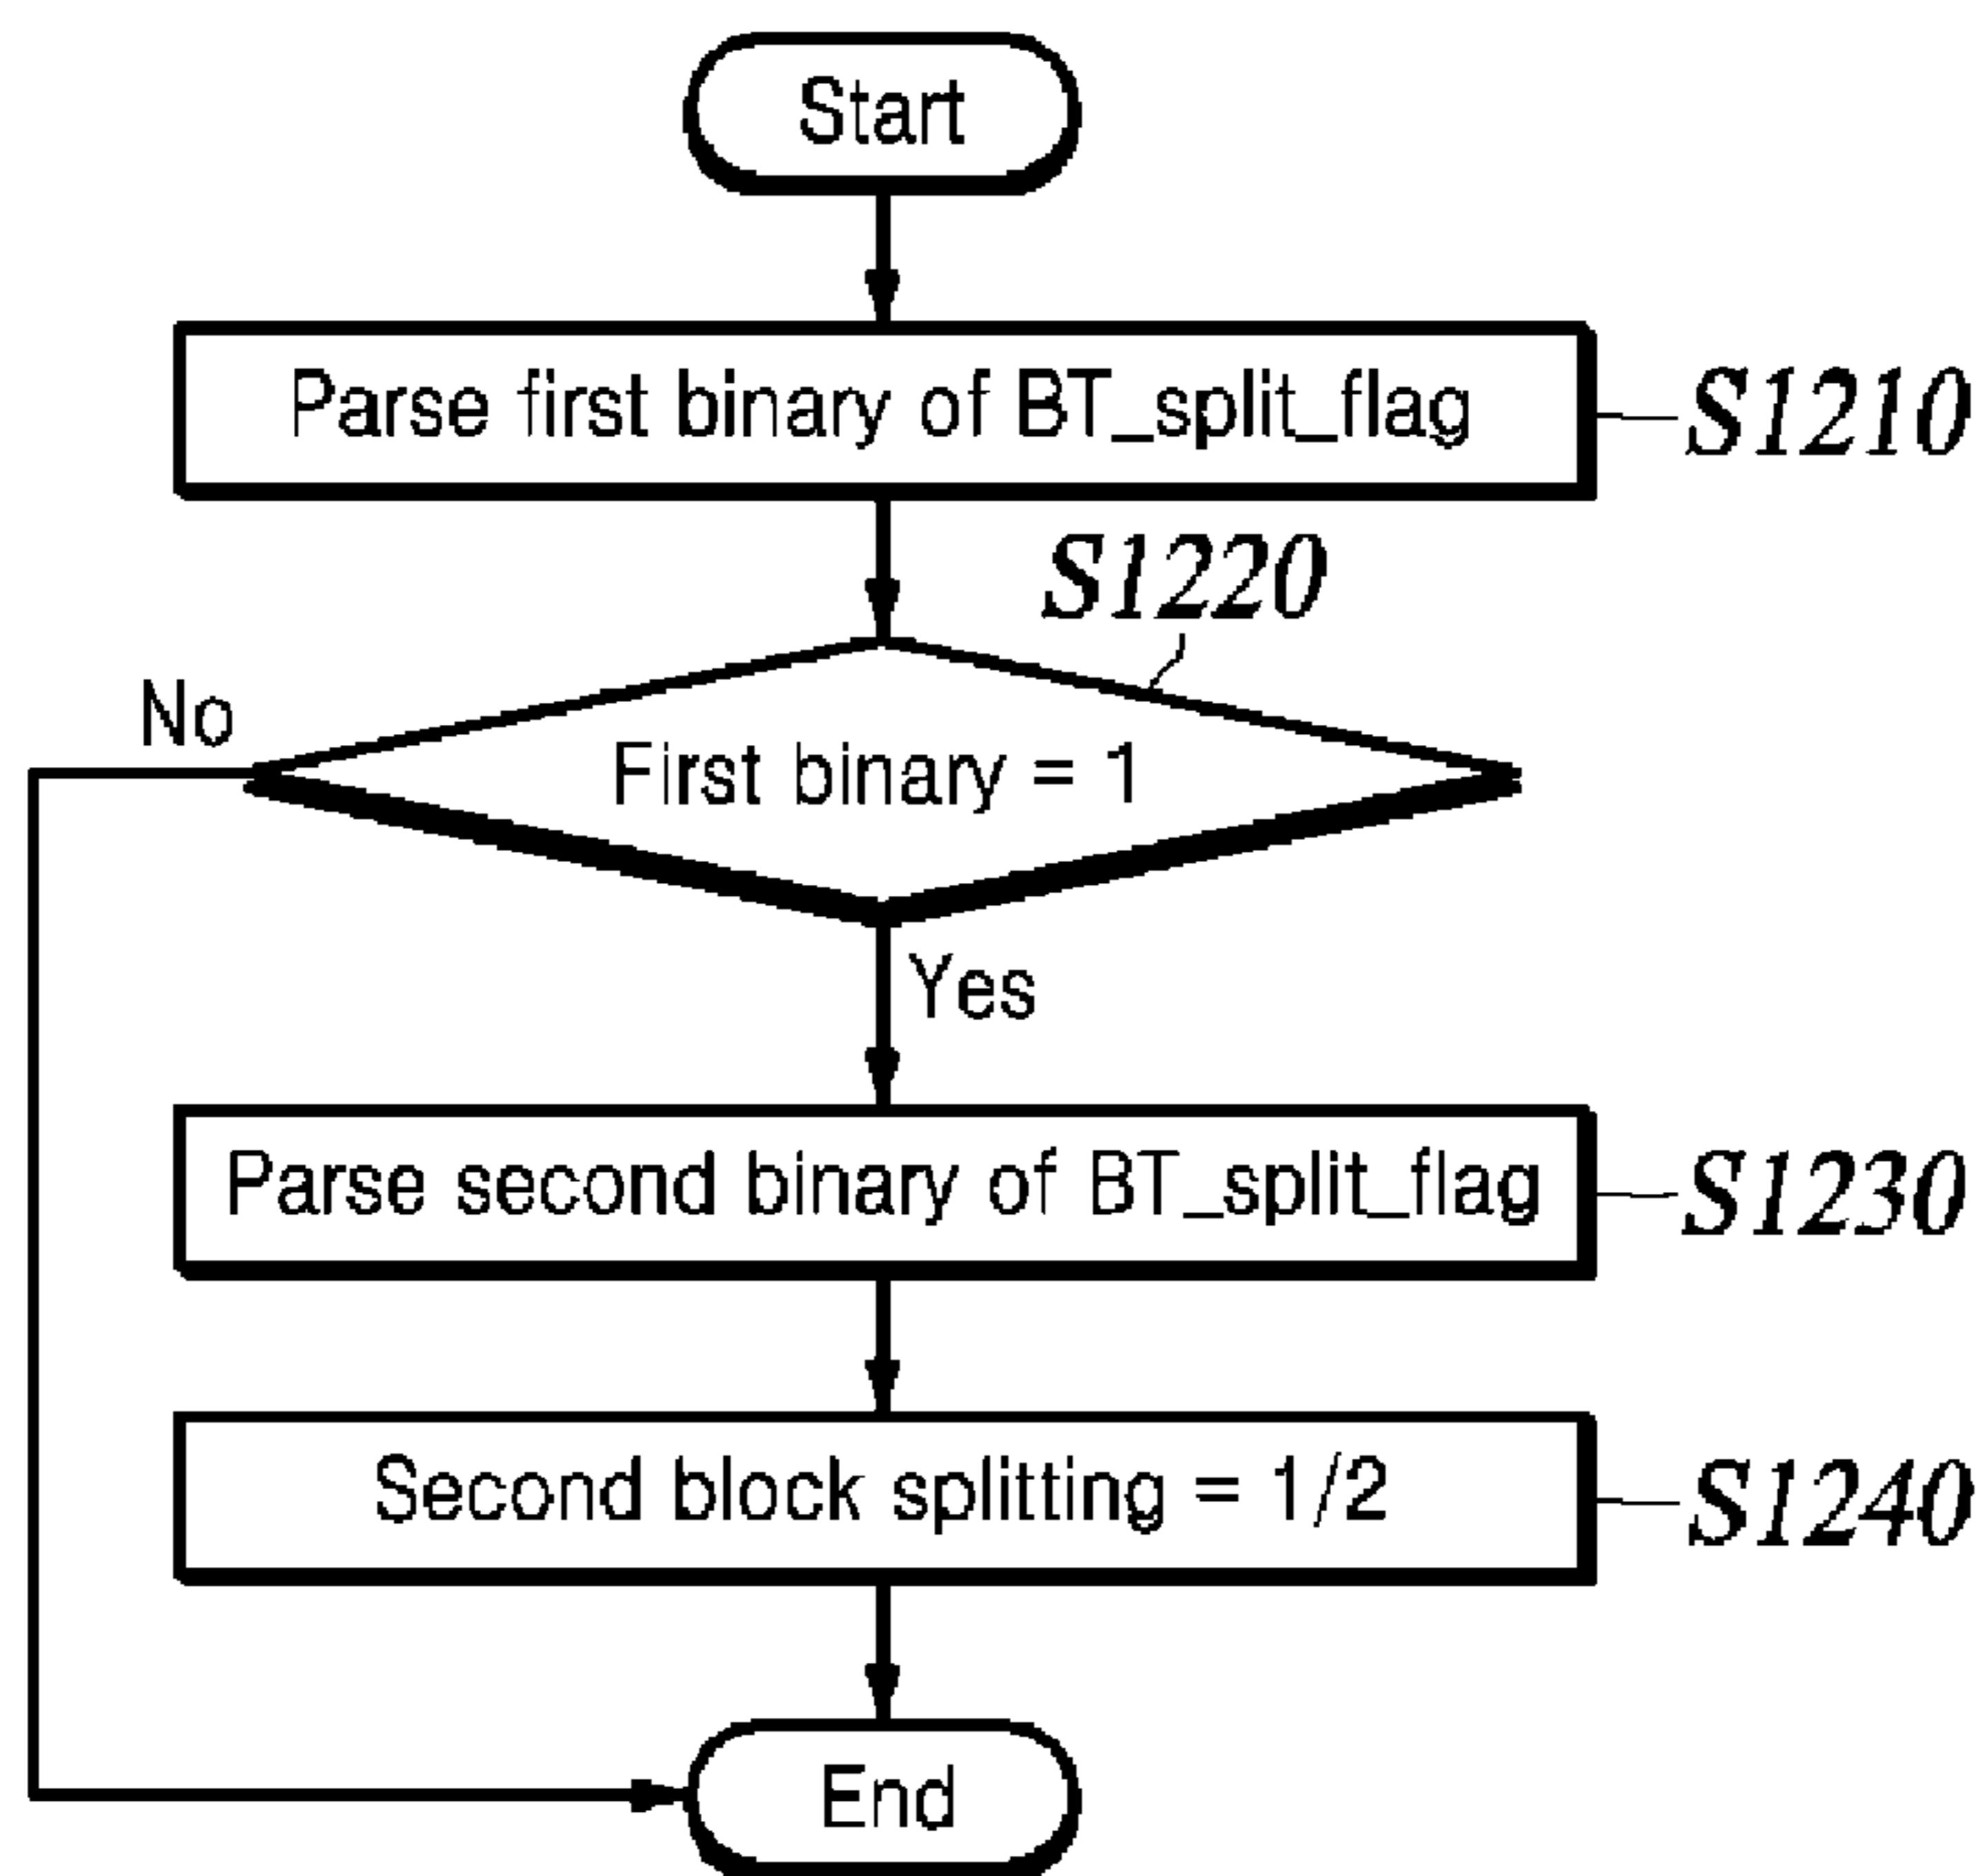 Start
Parse first binary of BT_split_flag
S1210
S1220
No
First binary = 1
Yes
Parse second binary of BT_split_flag
S1230
Second block splitting = 1/2
S1240
End